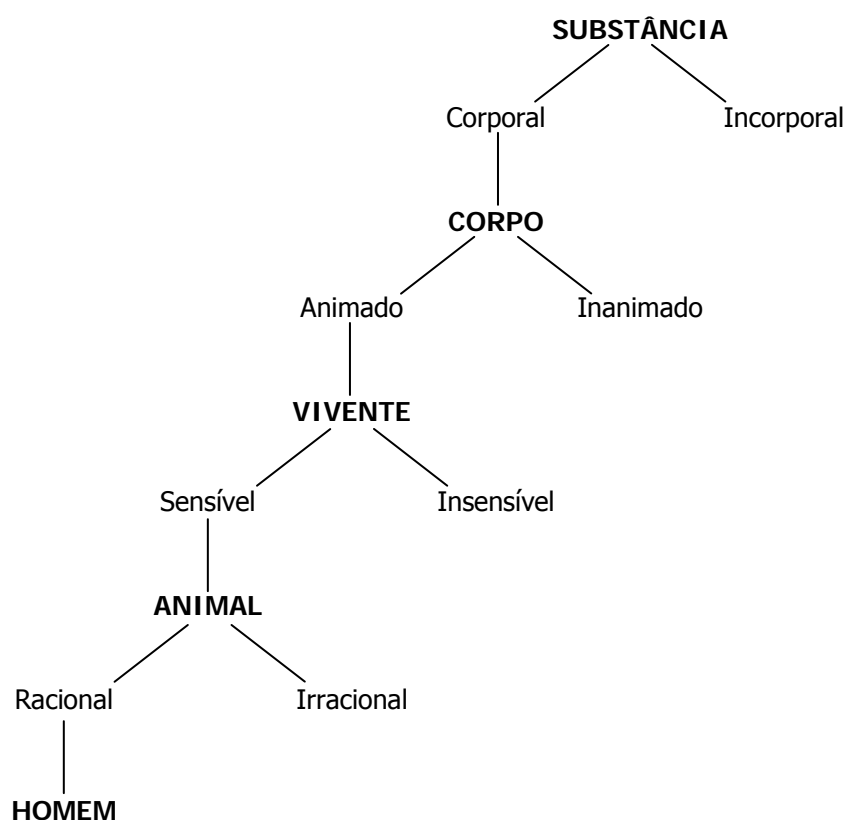 SUBSTÂNCIA
Corporal Incorporal
CORPO
Animado Inanimado
VIVENTE
Sensível Insensível
ANIMAL
Racional Irracional
HOMEM